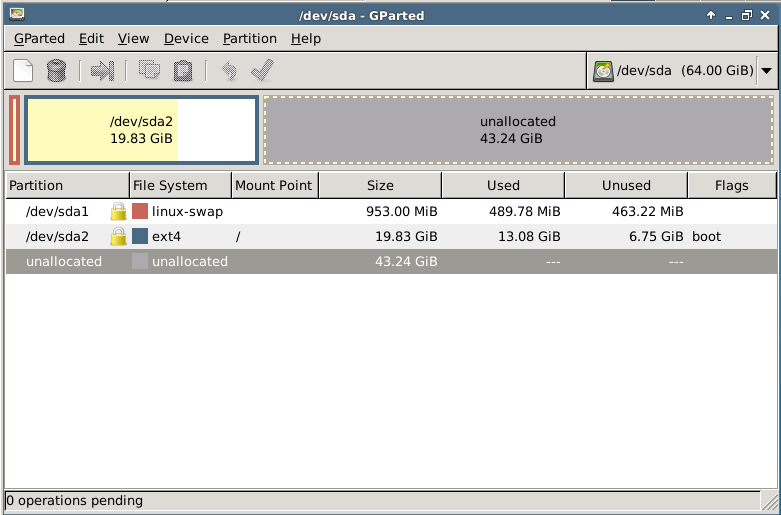 /dev/sda - GParted
GParted Edit View Device Partition Help
/dev/sda (64.00 GiB)
/dev/sda2
19.83 GiB
unallocated
43.24 GiB
Partition File System Mount Point Size Used Unused Flags
/dev/sda1 linux-swap 953.00 MiB 489.78 MiB 463.22 MiB
/dev/sda2 ext4 / 19.83 GiB 13.08 GiB 6.75 GiB boot
unallocated unallocated 43.24 GiB --- ---
0 operations pending